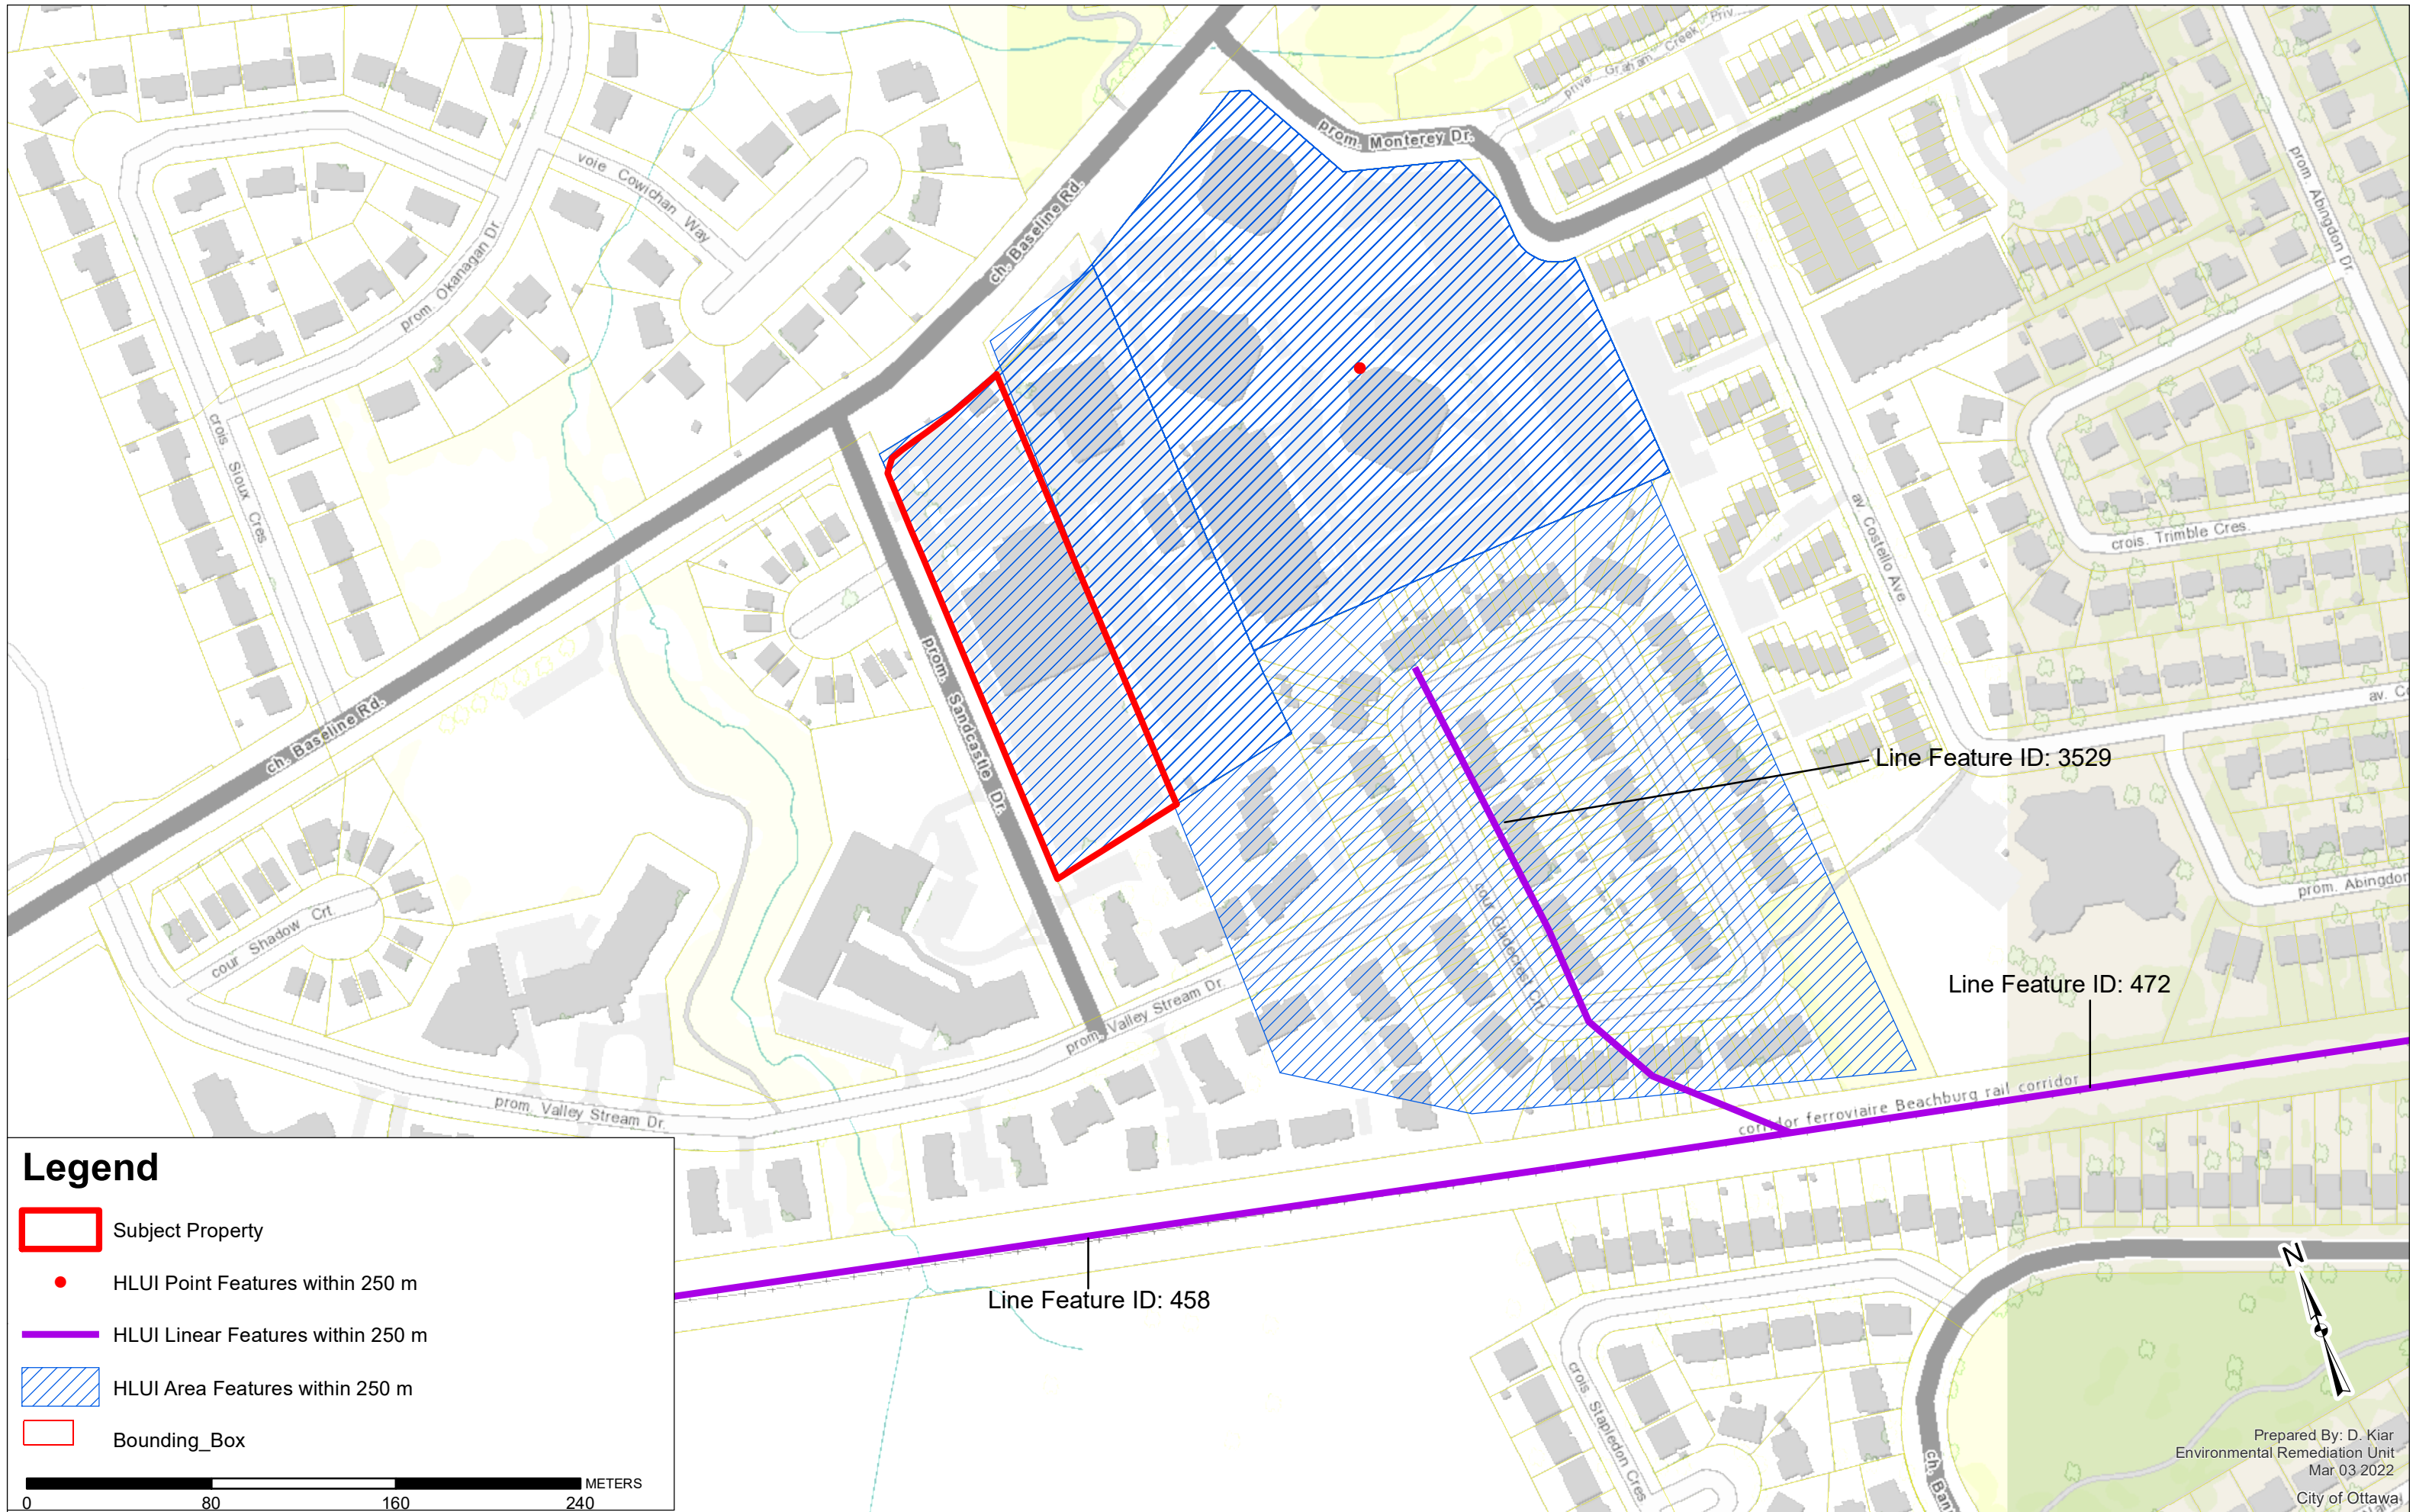 prive Graham Creek Priv.
prom. Monterey Dr.
voie Cowichan Way
ch. Baseline Rd.
prom. Okanagan Dr.
prom. Abingdon Dr.
crois. Sioux Cres.
av. Costello Ave.
crois. Trimble Cres.
prom. Sandcastle Dr.
ch. Baseline Rd.
Line Feature ID: 3529
prom. Abingdon
cour Shadow Crt.
cour Gladecrest Crt.
Line Feature ID: 472
prom. Valley Stream Dr.
prom. Valley Stream Dr.
corridor ferroviaire Beachburg rail corridor
Line Feature ID: 458
N
crois. Stapledon Cres.
Legend
Subject Property
HLUI Point Features within 250 m
HLUI Linear Features within 250 m
HLUI Area Features within 250 m
Bounding_Box
METERS
0 80 160 240
Prepared By: D. Kiar
Environmental Remediation Unit
Mar 03 2022
City of Ottawa